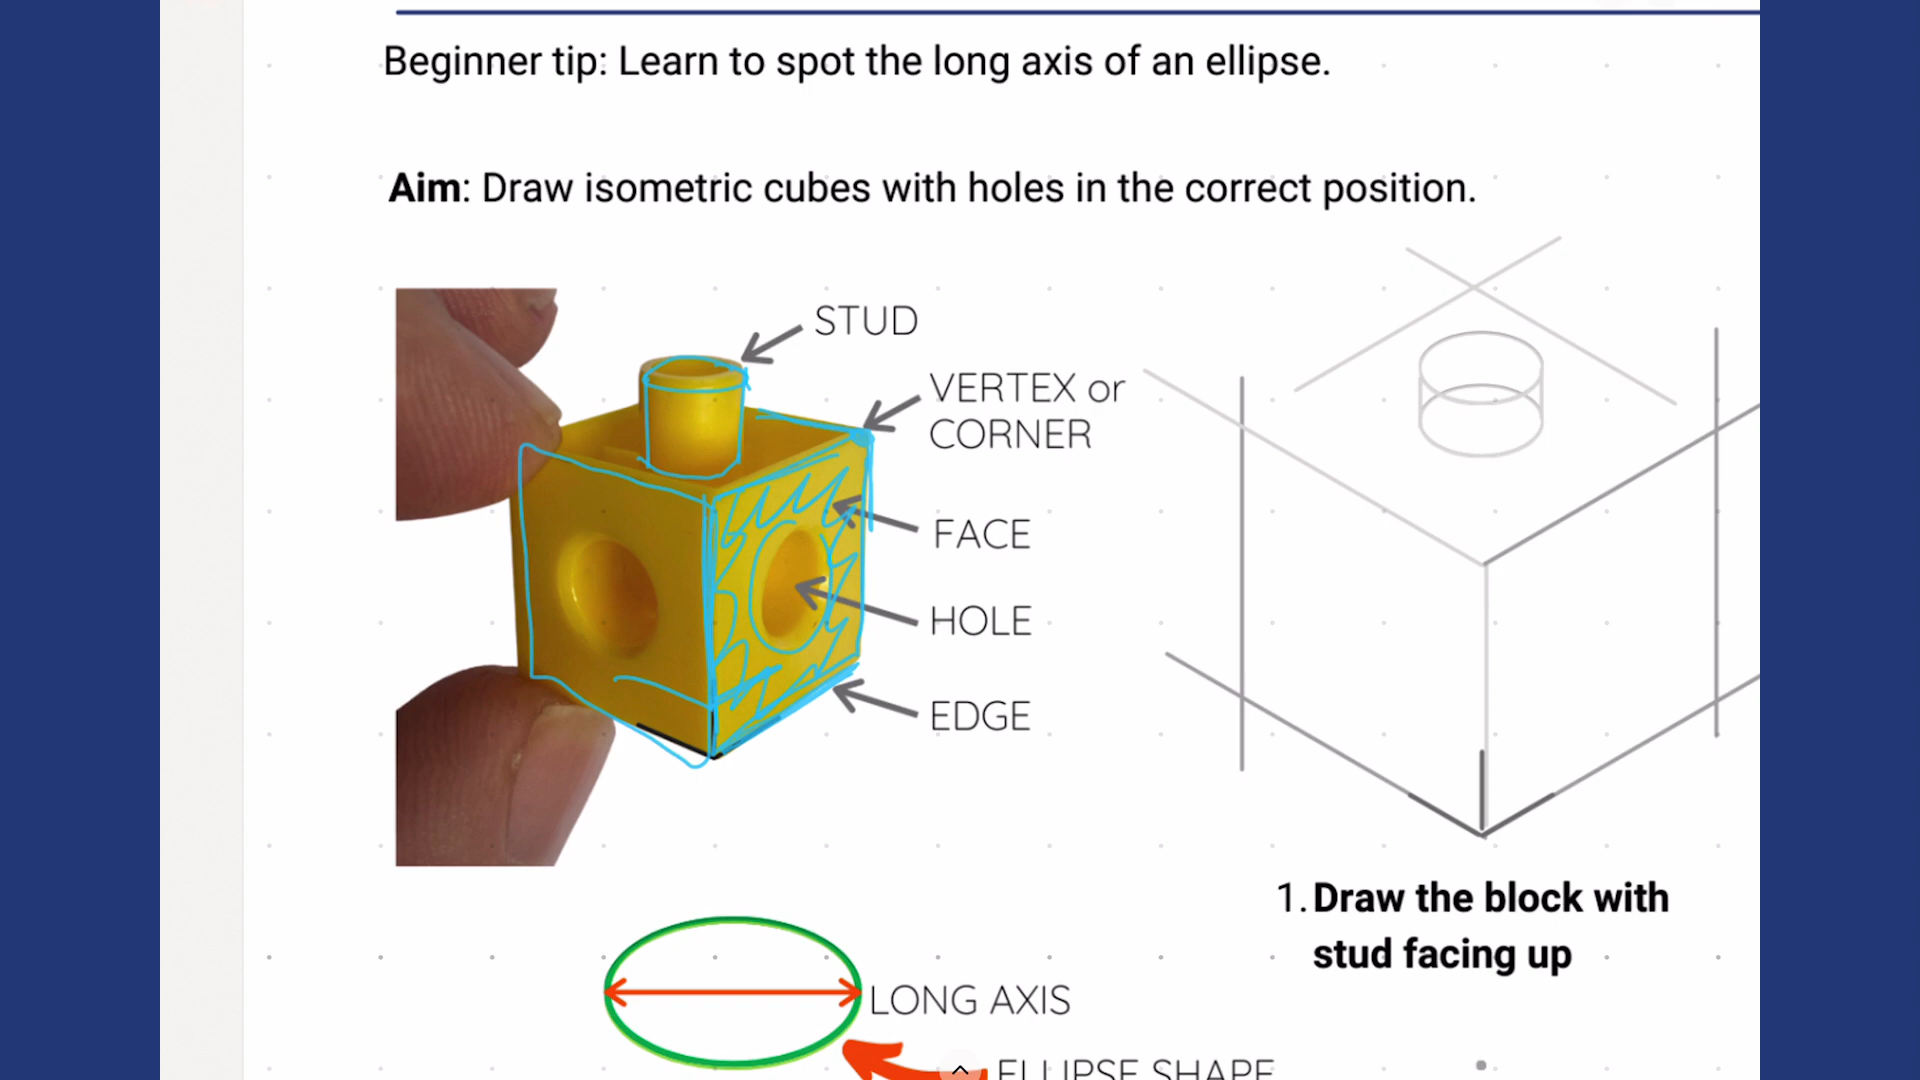 Beginner tip: Learn to spot the long axis of an ellipse.
Aim: Draw isometric cubes with holes in the correct position.
STUD
VERTEX or
CORNER
FACE
HOLE
EDGE
1. Draw the block with
stud facing up
LONG AXIS
ELLIPSE SHAPE